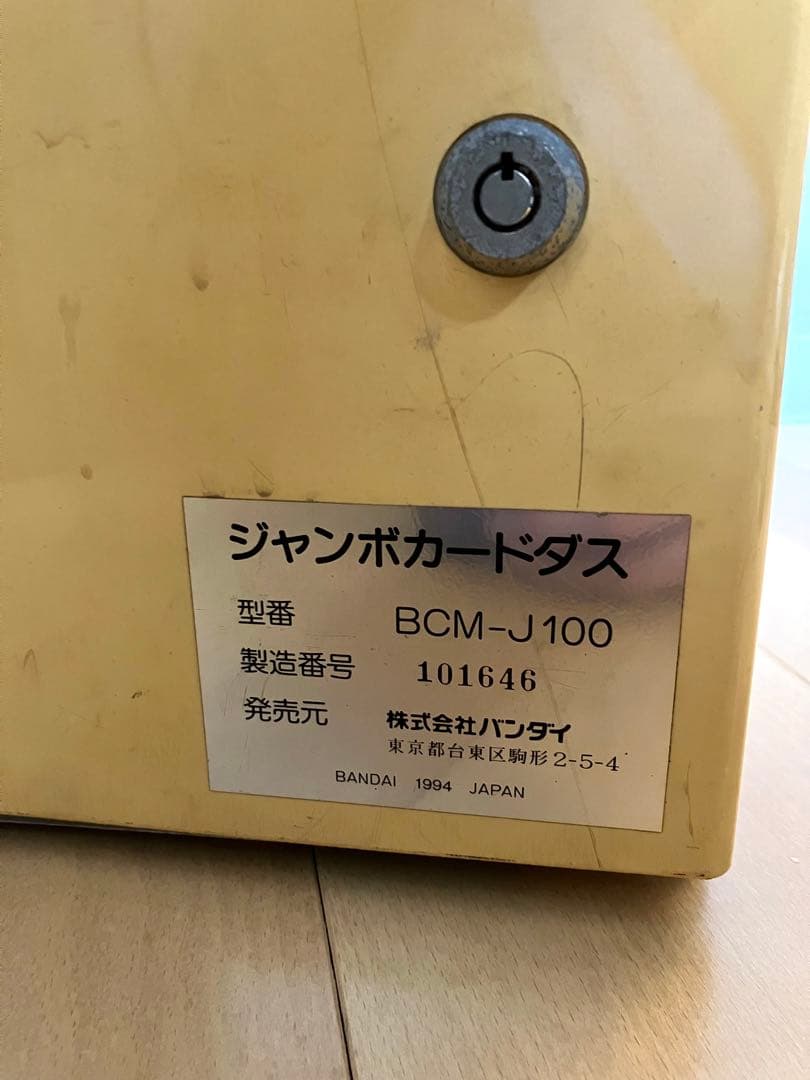 ジャンボカードダス
型番 BCM-J100
製造番号 101646
発売元 株式会社バンダイ
東京都台東区駒形2-5-4
BANDAI 1994 JAPAN